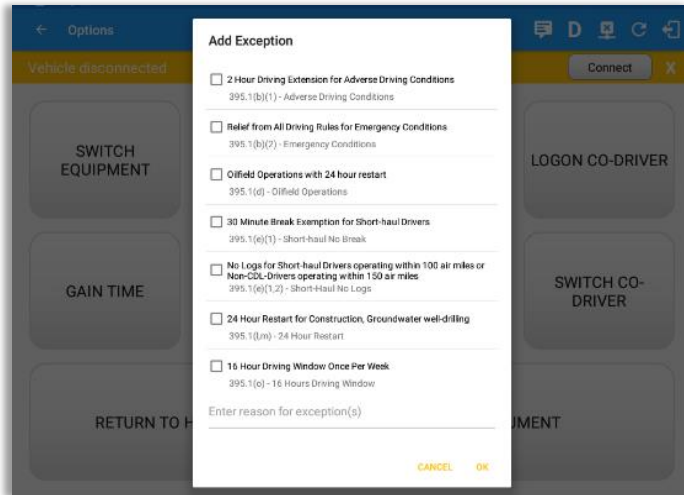 Options
D
Vehicle disconnected
Connect
X
SWITCH
EQUIPMENT
LOGON CO-DRIVER
GAIN TIME
SWITCH CO-
DRIVER
RETURN TO H
UMENT
Add Exception
2 Hour Driving Extension for Adverse Driving Conditions
395.1(b)(1) - Adverse Driving Conditions
Relief from All Driving Rules for Emergency Conditions
395.1(b)(2) - Emergency Conditions
Oilfield Operations with 24 hour restart
395.1(d) - Oilfield Operations
30 Minute Break Exemption for Short-haul Drivers
395.1(e)(1) - Short-haul No Break
No Logs for Short-haul Drivers operating within 100 air miles or
Non-CDL-Drivers operating within 150 air miles
395.1(e)(1,2) - Short-Haul No Logs
24 Hour Restart for Construction, Groundwater well-drilling
395.1(l,m) - 24 Hour Restart
16 Hour Driving Window Once Per Week
395.1(o) - 16 Hours Driving Window
Enter reason for exception(s)
CANCEL
OK